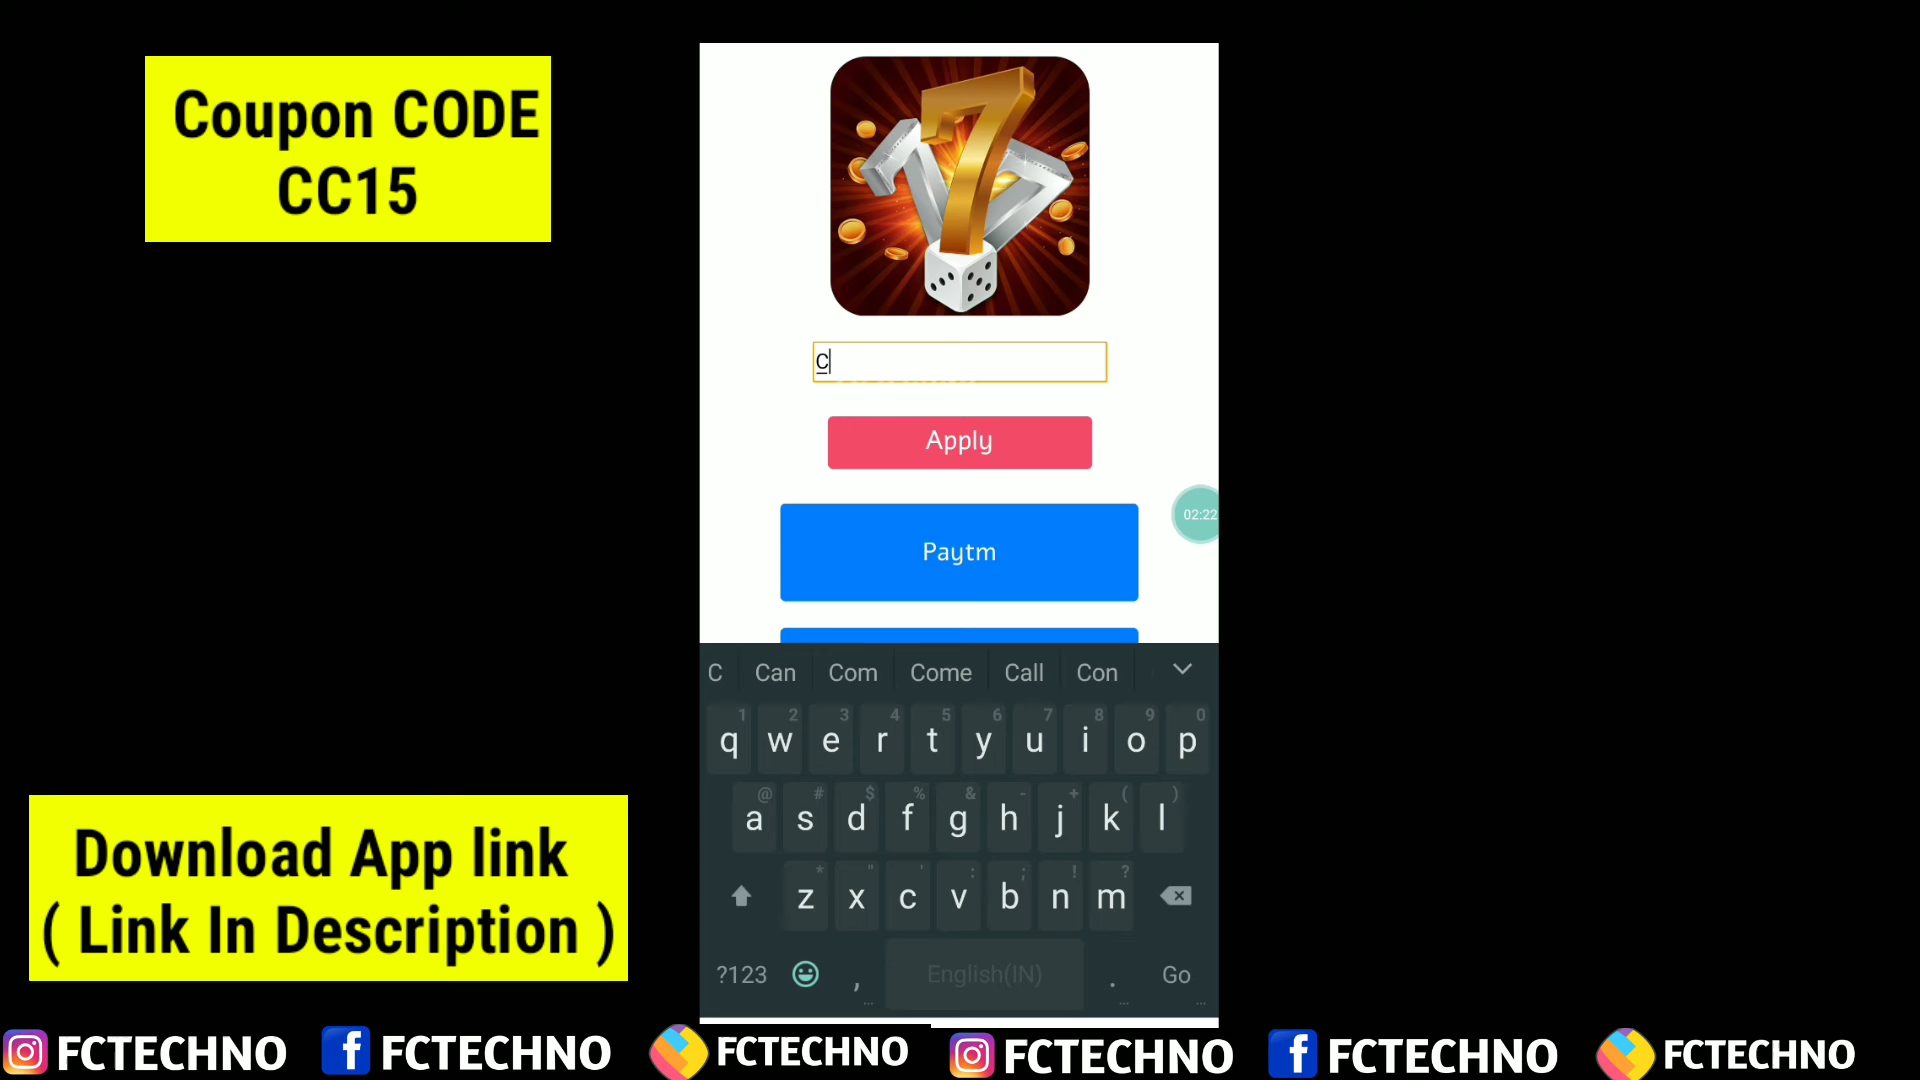 Coupon CODE
CC15
7
C
Apply
Paytm
02:22
C Can Com Come Call Con
1 2 3 4 5 6 7 8 9 0
q w e r t y u i o p
@ # $ % & - + ( )
a s d f g h j k l
* " ' : ; ! ?
z x c v b n m
?123 , English(IN) . Go
Download App link
( Link In Description )
FCTECHNO f FCTECHNO FCTECHNO FCTECHNO f FCTECHNO FCTECHNO